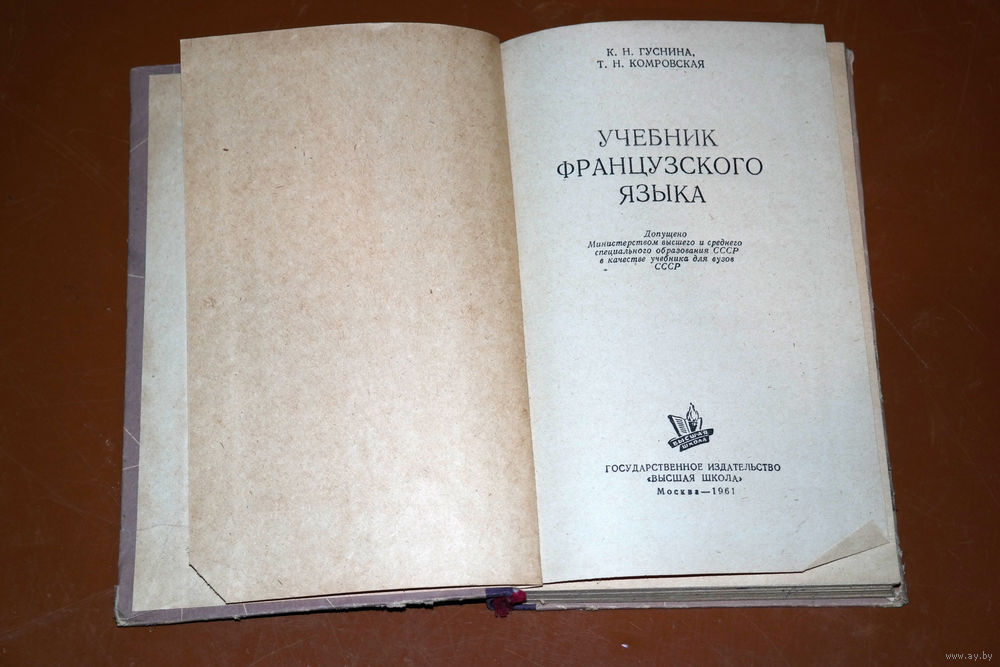 К. Н. ГУСНИНА,
Т. Н. КОМРОВСКАЯ
УЧЕБНИК
ФРАНЦУЗСКОГО
ЯЗЫКА
Допущено
Министерством высшего и среднего
специального образования СССР
в качестве учебника для вузов
СССР
ВЫСШАЯ
ШКОЛА
ГОСУДАРСТВЕННОЕ ИЗДАТЕЛЬСТВО
«ВЫСШАЯ ШКОЛА»
Москва—1961
www.ay.by